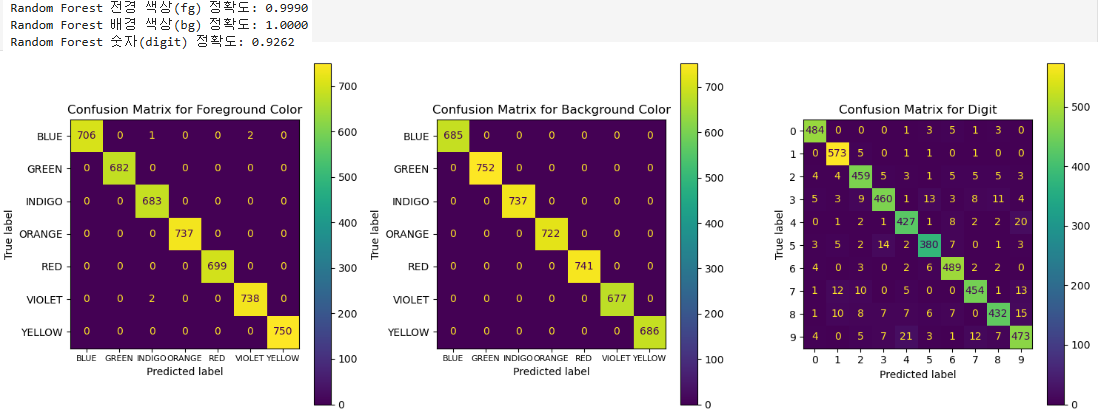 Random Forest 전경 색상(fg) 정확도: 0.9990
Random Forest 배경 색상(bg) 정확도: 1.0000
Random Forest 숫자(digit) 정확도: 0.9262
Confusion Matrix for Foreground Color
BLUE 706 0 1 0 0 2 0
GREEN 0 682 0 0 0 0 0
INDIGO 0 0 683 0 0 0 0
ORANGE 0 0 0 737 0 0 0
RED 0 0 0 0 699 0 0
VIOLET 0 0 2 0 0 738 0
YELLOW 0 0 0 0 0 0 750
BLUE GREEN INDIGO ORANGE RED VIOLET YELLOW
Predicted label
True label
700
600
500
400
300
200
100
0
Confusion Matrix for Background Color
BLUE 685 0 0 0 0 0 0
GREEN 0 752 0 0 0 0 0
INDIGO 0 0 737 0 0 0 0
ORANGE 0 0 0 722 0 0 0
RED 0 0 0 0 741 0 0
VIOLET 0 0 0 0 0 677 0
YELLOW 0 0 0 0 0 0 686
BLUE GREEN INDIGO ORANGE RED VIOLET YELLOW
Predicted label
True label
700
600
500
400
300
200
100
0
Confusion Matrix for Digit
0 484 0 0 0 1 3 5 1 3 0
1 0 573 5 0 1 1 0 1 0 0
2 4 4 459 5 3 1 5 5 5 3
3 5 3 9 460 1 13 3 8 11 4
4 0 1 2 1 427 1 8 2 2 20
5 3 5 2 14 2 380 7 0 1 3
6 4 0 3 0 2 6 489 2 2 0
7 1 12 10 0 5 0 0 454 1 13
8 1 10 8 7 7 6 7 0 432 15
9 4 0 5 7 21 3 1 12 7 473
0 1 2 3 4 5 6 7 8 9
Predicted label
True label
500
400
300
200
100
0